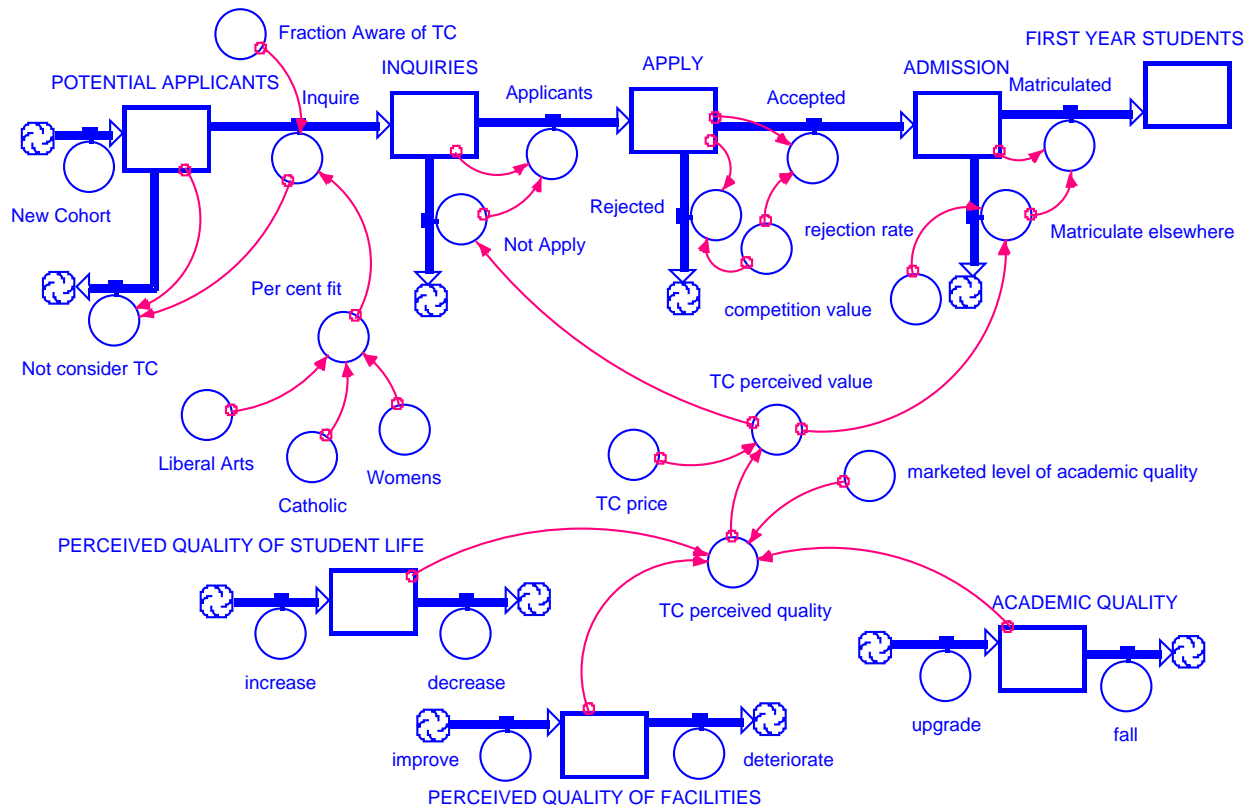 Fraction Aware of TC
FIRST YEAR STUDENTS
POTENTIAL APPLICANTS
INQUIRIES
APPLY
ADMISSION
Matriculated
Inquire
Applicants
Accepted
New Cohort
Rejected
rejection rate
Matriculate elsewhere
Not Apply
Per cent fit
competition value
Not consider TC
TC perceived value
Liberal Arts
Womens
marketed level of academic quality
Catholic
TC price
PERCEIVED QUALITY OF STUDENT LIFE
TC perceived quality
ACADEMIC QUALITY
increase
decrease
upgrade
fall
improve
deteriorate
PERCEIVED QUALITY OF FACILITIES